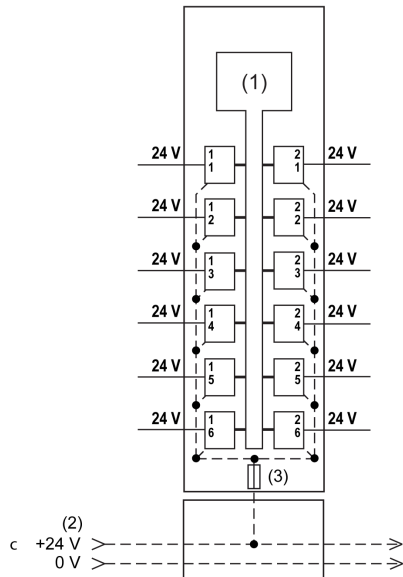 (1)
24 V 1 1 2 1 24 V
24 V 1 2 2 2 24 V
24 V 1 3 2 3 24 V
24 V 1 4 2 4 24 V
24 V 1 5 2 5 24 V
24 V 1 6 2 6 24 V
(3)
(2)
c +24 V
0 V